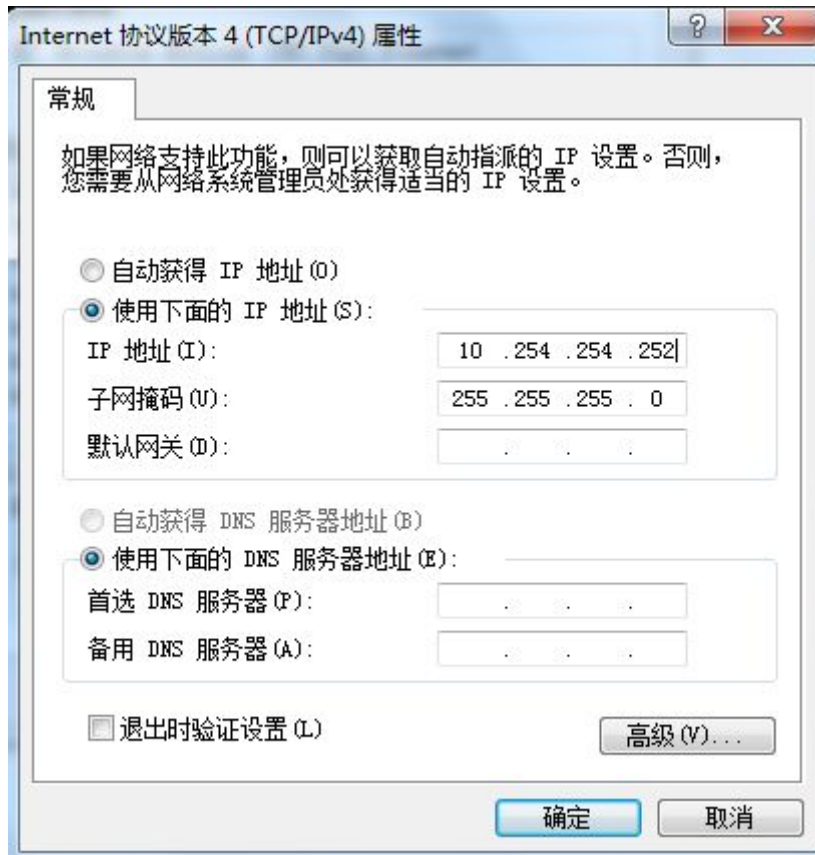 Internet 协议版本 4 (TCP/IPv4) 属性
常规
如果网络支持此功能，则可以获取自动指派的 IP 设置。否则，
您需要从网络系统管理员处获得适当的 IP 设置。
自动获得 IP 地址(O)
使用下面的 IP 地址(S):
IP 地址(I): 10 .254 .254 .252
子网掩码(U): 255 .255 .255 . 0
默认网关(D): . . .
自动获得 DNS 服务器地址(B)
使用下面的 DNS 服务器地址(E):
首选 DNS 服务器(P): . . .
备用 DNS 服务器(A): . . .
退出时验证设置(L)
高级(V)...
确定 取消